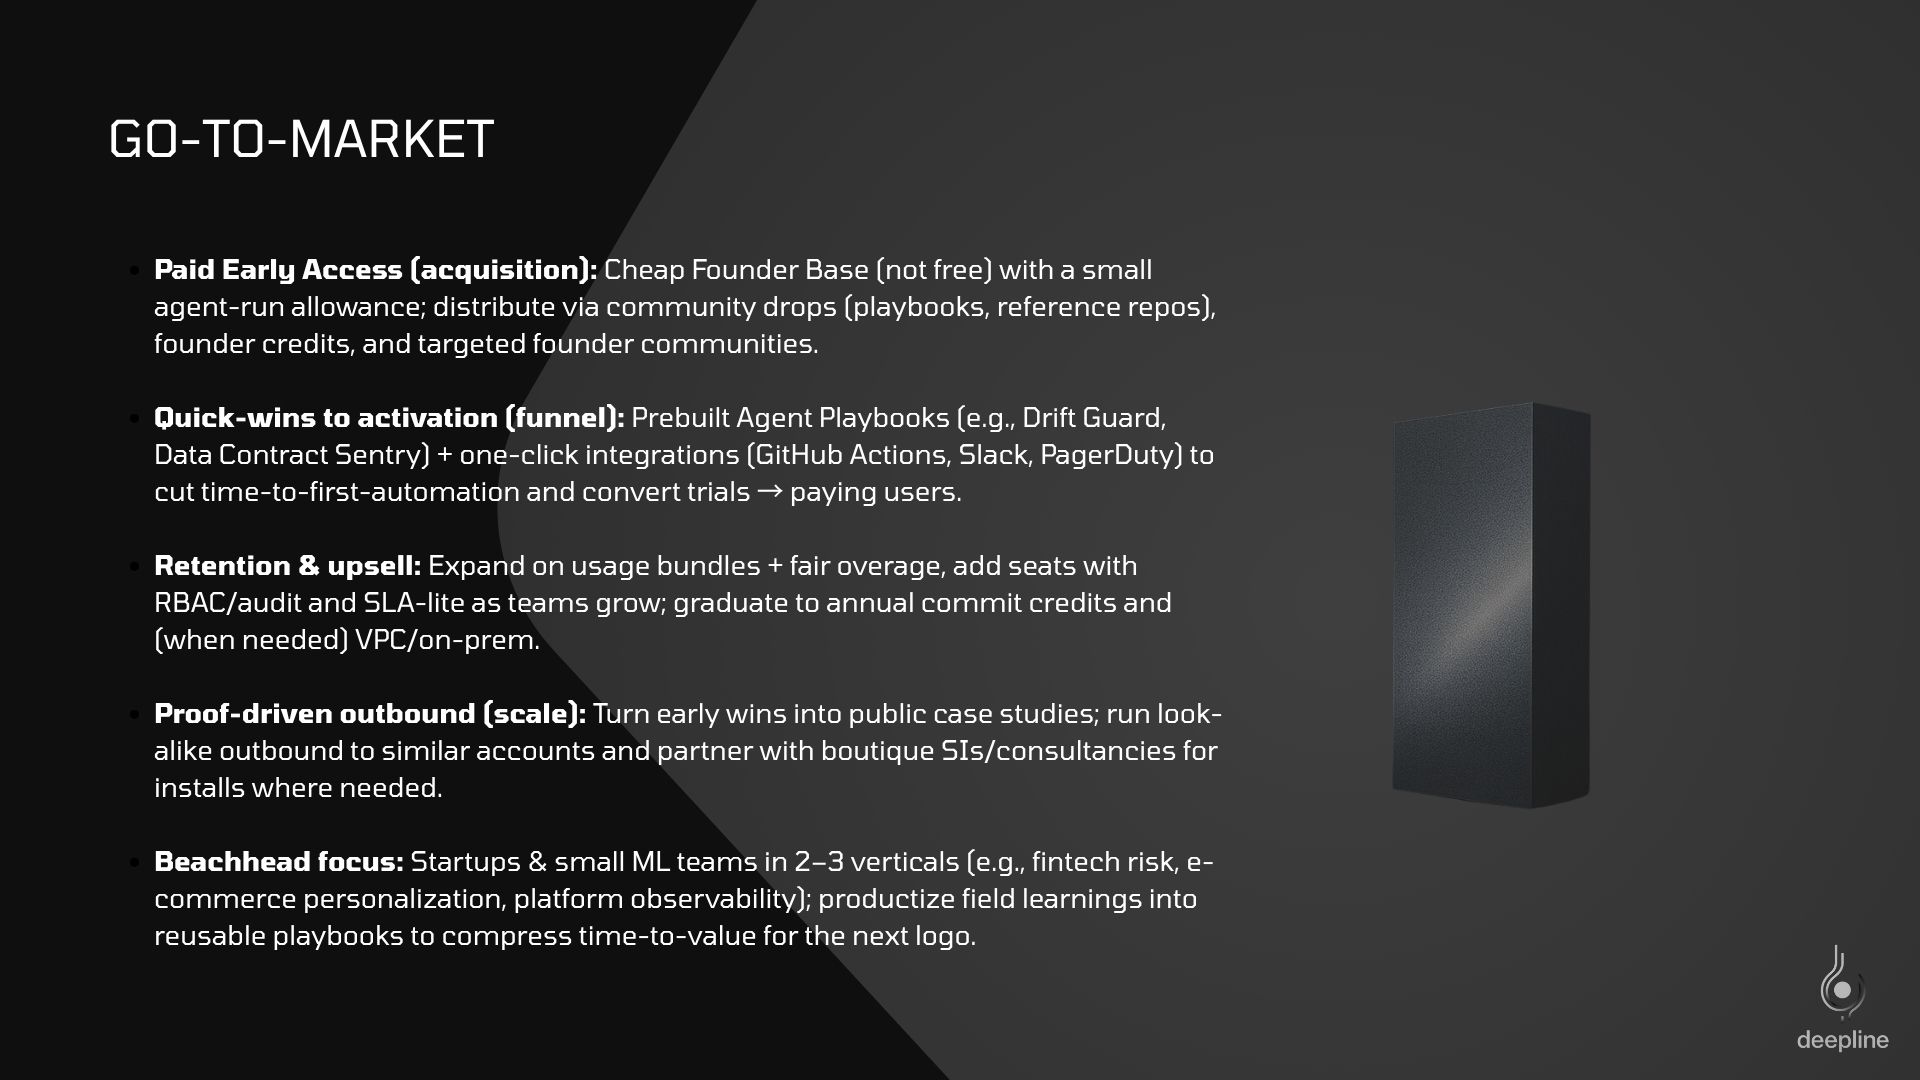 GO-TO-MARKET
• Paid Early Access (acquisition): Cheap Founder Base (not free) with a small
agent-run allowance; distribute via community drops (playbooks, reference repos),
founder credits, and targeted founder communities.
• Quick-wins to activation (funnel): Prebuilt Agent Playbooks (e.g., Drift Guard,
Data Contract Sentry) + one-click integrations (GitHub Actions, Slack, PagerDuty) to
cut time-to-first-automation and convert trials → paying users.
• Retention & upsell: Expand on usage bundles + fair overage, add seats with
RBAC/audit and SLA-lite as teams grow; graduate to annual commit credits and
(when needed) VPC/on-prem.
• Proof-driven outbound (scale): Turn early wins into public case studies; run look-
alike outbound to similar accounts and partner with boutique SIs/consultancies for
installs where needed.
• Beachhead focus: Startups & small ML teams in 2–3 verticals (e.g., fintech risk, e-
commerce personalization, platform observability); productize field learnings into
reusable playbooks to compress time-to-value for the next logo.
deepline